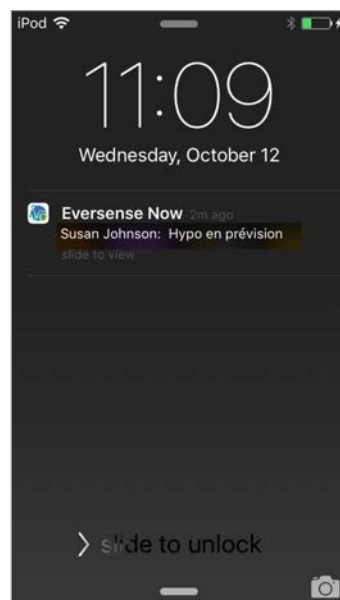 iPod
11:09
Wednesday, October 12
Eversense Now 2m ago
Susan Johnson: Hypo en prévision
slide to view
slide to unlock